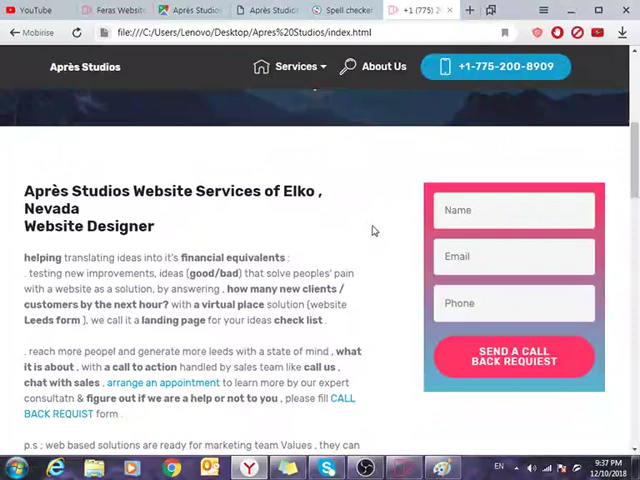 YouTube
Feras Website
Après Studios
Après Studios
Spell checker
+1 (775) 2
Mobirise
file:///C:/Users/Lenovo/Desktop/Apres%20Studios/index.html
Après Studios
Services
About Us
+1-775-200-8909
Après Studios Website Services of Elko ,
Nevada
Website Designer
helping translating ideas into it's financial equivalents ;
. testing new improvements, ideas (good/bad) that solve peoples' pain
with a website as a solution, by answering , how many new clients /
customers by the next hour? with a virtual place solution (website
Leeds form ), we call it a landing page for your ideas check list .
. reach more peopel and generate more leeds with a state of mind , what
it is about , with a call to action handled by sales team like call us ,
chat with sales . arrange an appointment to learn more by our expert
consultatn & figure out if we are a help or not to you , please fill CALL
BACK REQUIST form .
p.s ; web based solutions are ready for marketing team Values , they can
Name
Email
Phone
SEND A CALL
BACK REQUIEST
EN
9:37 PM
12/10/2018